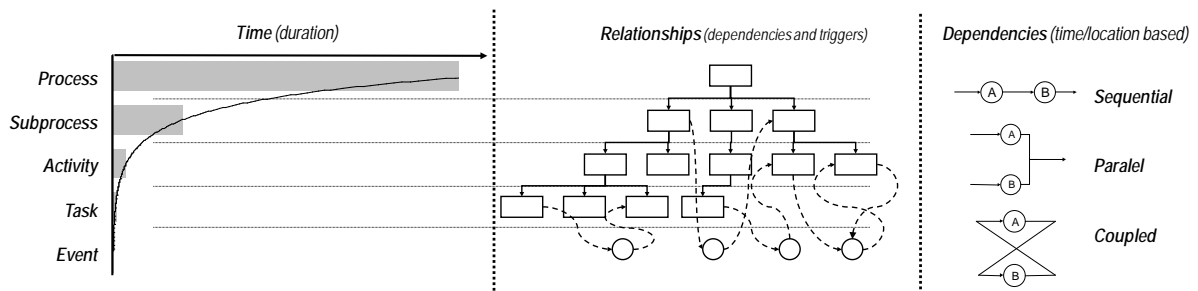 Time (duration)
Process
Subprocess
Activity
Task
Event
Relationships (dependencies and triggers)
Dependencies (time/location based)
A
B
Sequential
A
B
Paralel
A
B
Coupled